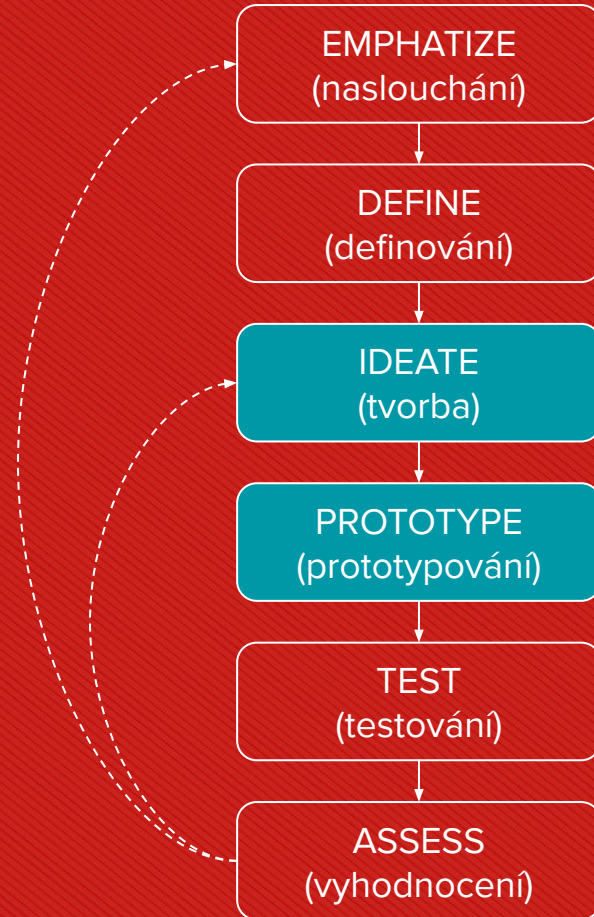 EMPHATIZE
(naslouchání)
DEFINE
(definování)
IDEATE
(tvorba)
PROTOTYPE
(prototypování)
TEST
(testování)
ASSESS
(vyhodnocení)